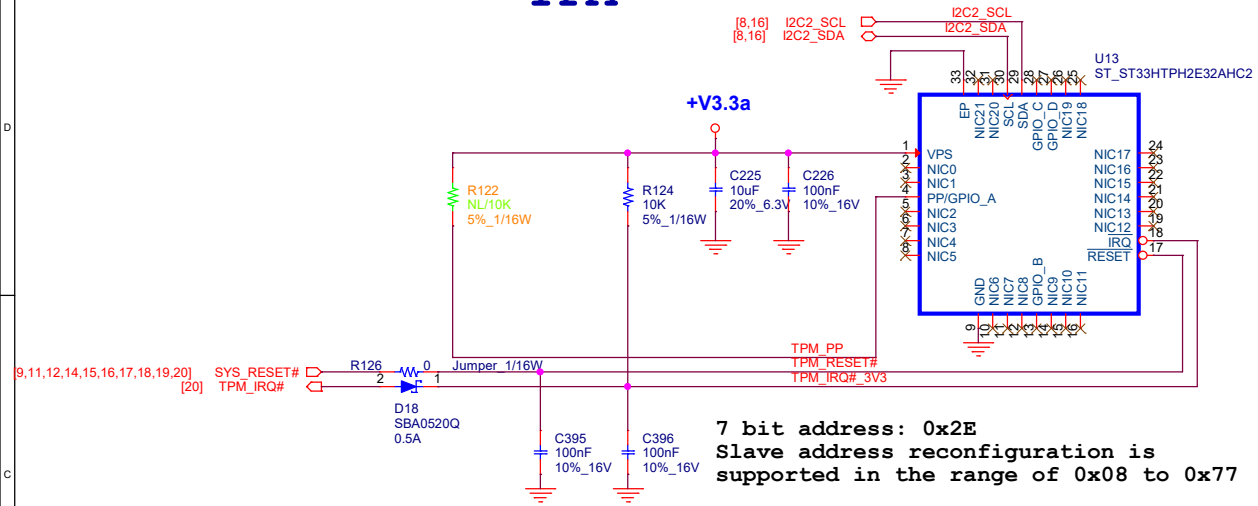 I2C2_SCL
[8,16] I2C2_SCL
I2C2_SDA
[8,16] I2C2_SDA
U13
ST_ST33HTPH2E32AHC2
33
32
31
30
29
28
27
26
25
EP
NIC21
NIC20
SCL
SDA
GPIO_C
GPIO_D
NIC19
NIC18
+V3.3a
D
1
VPS
2
NIC0
3
NIC1
4
PP/GPIO_A
5
NIC2
6
NIC3
7
NIC4
8
NIC5
24
NIC17
23
NIC16
22
NIC15
21
NIC14
20
NIC13
19
NIC12
18
IRQ
17
RESET
R122
NL/10K
5%_1/16W
R124
10K
5%_1/16W
C225
10uF
20%_6.3V
C226
100nF
10%_16V
GND
NIC6
NIC7
NIC8
GPIO_B
NIC9
NIC10
NIC11
9
10
11
12
13
14
15
16
TPM_PP
TPM_RESET#
TPM_IRQ#_3V3
[9,11,12,14,15,16,17,18,19,20] SYS_RESET#
R126 0 Jumper_1/16W
[20] TPM_IRQ#
2 1
D18
SBA0520Q
0.5A
C395
100nF
10%_16V
C396
100nF
10%_16V
7 bit address: 0x2E
Slave address reconfiguration is
supported in the range of 0x08 to 0x77
C